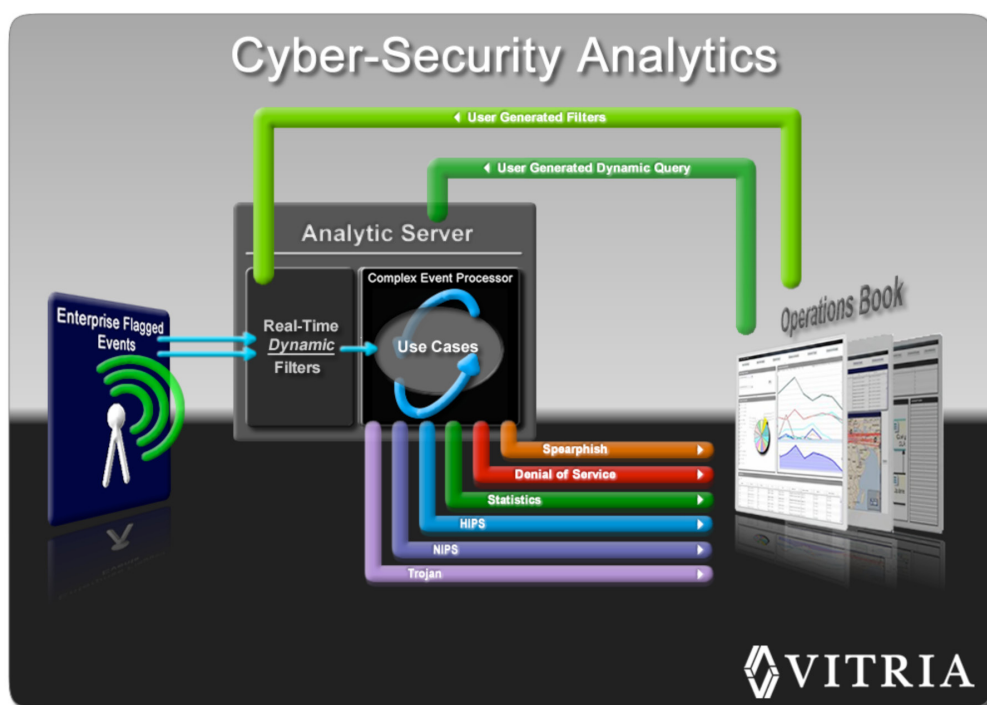 Cyber-Security Analytics
User Generated Filters
User Generated Dynamic Query
Analytic Server
Complex Event Processor
Enterprise Flagged
Events
Real-Time
Dynamic
Filters
Use Cases
Operations Book
Spearphish
Denial of Service
Statistics
HIPS
NIPS
Trojan
VITRIA